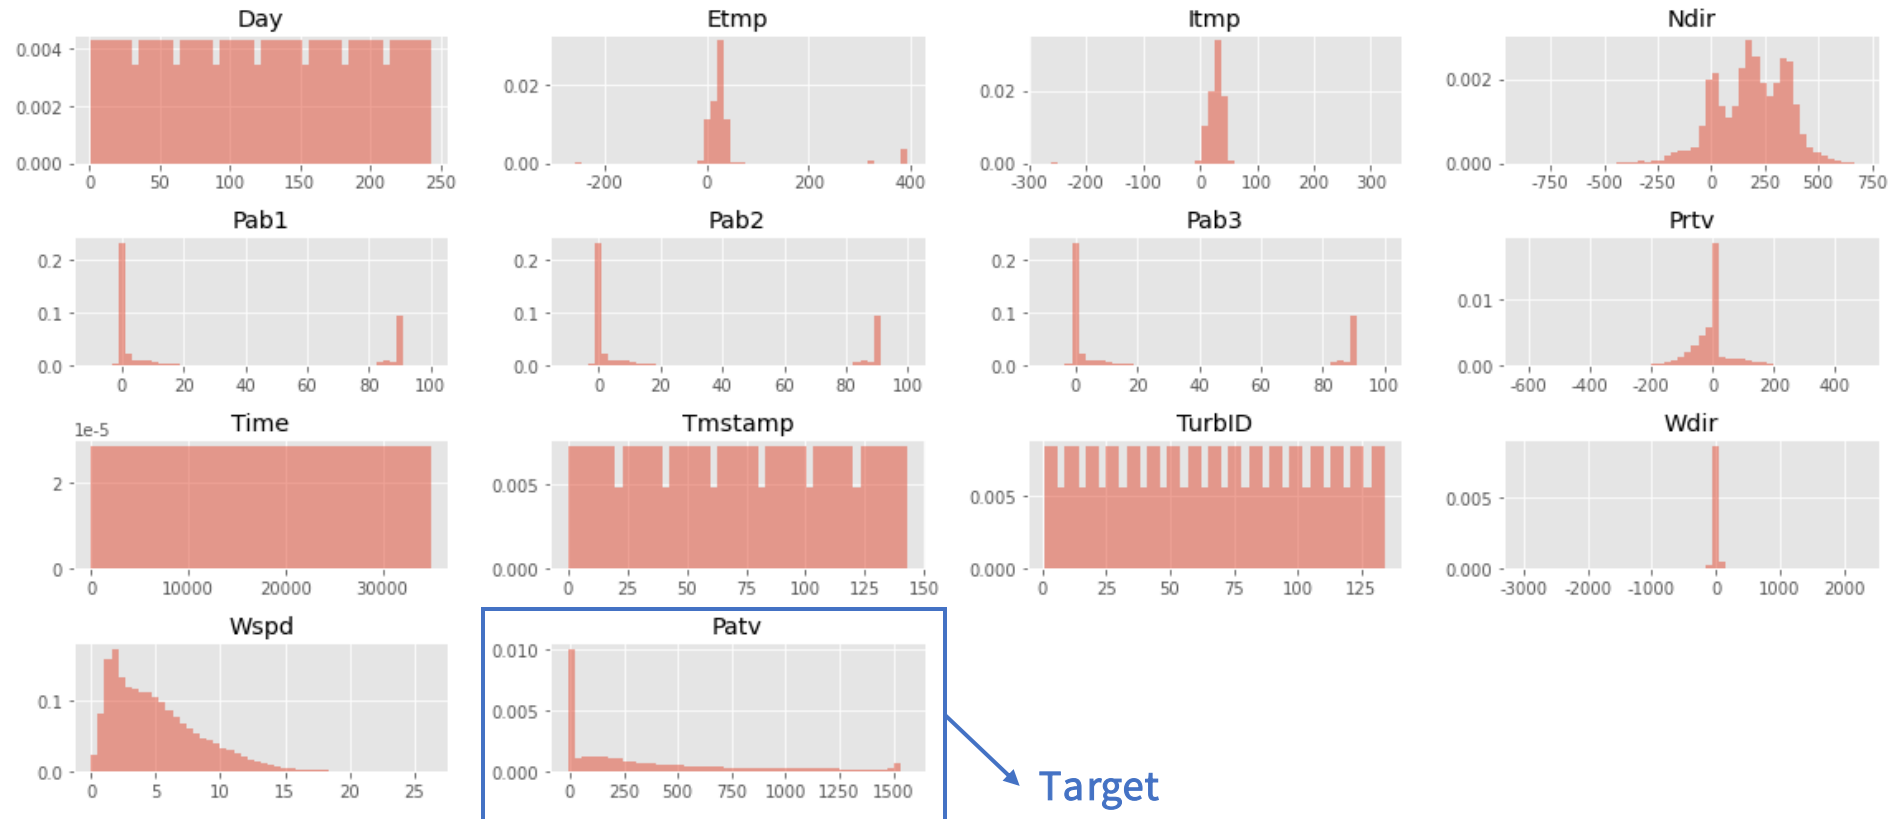 Day Etmp Itmp Ndir
0.004
0.002
0.000
0 50 100 150 200 250
0.02
0.00
-200 0 200 400
0.02
0.00
-300 -200 -100 0 100 200 300
0.002
0.000
-750 -500 -250 0 250 500 750
Pab1 Pab2 Pab3 Prtv
0.2
0.1
0.0
0 20 40 60 80 100
0.2
0.1
0.0
0 20 40 60 80 100
0.2
0.1
0.0
0 20 40 60 80 100
0.01
0.00
-600 -400 -200 0 200 400
Time Tmstamp TurbID Wdir
1e-5
2
0
0 10000 20000 30000
0.005
0.000
0 25 50 75 100 125 150
0.005
0.000
0 25 50 75 100 125
0.005
0.000
-3000 -2000 -1000 0 1000 2000
Wspd Patv
0.1
0.0
0 5 10 15 20 25
0.010
0.005
0.000
0 250 500 750 1000 1250 1500
Target